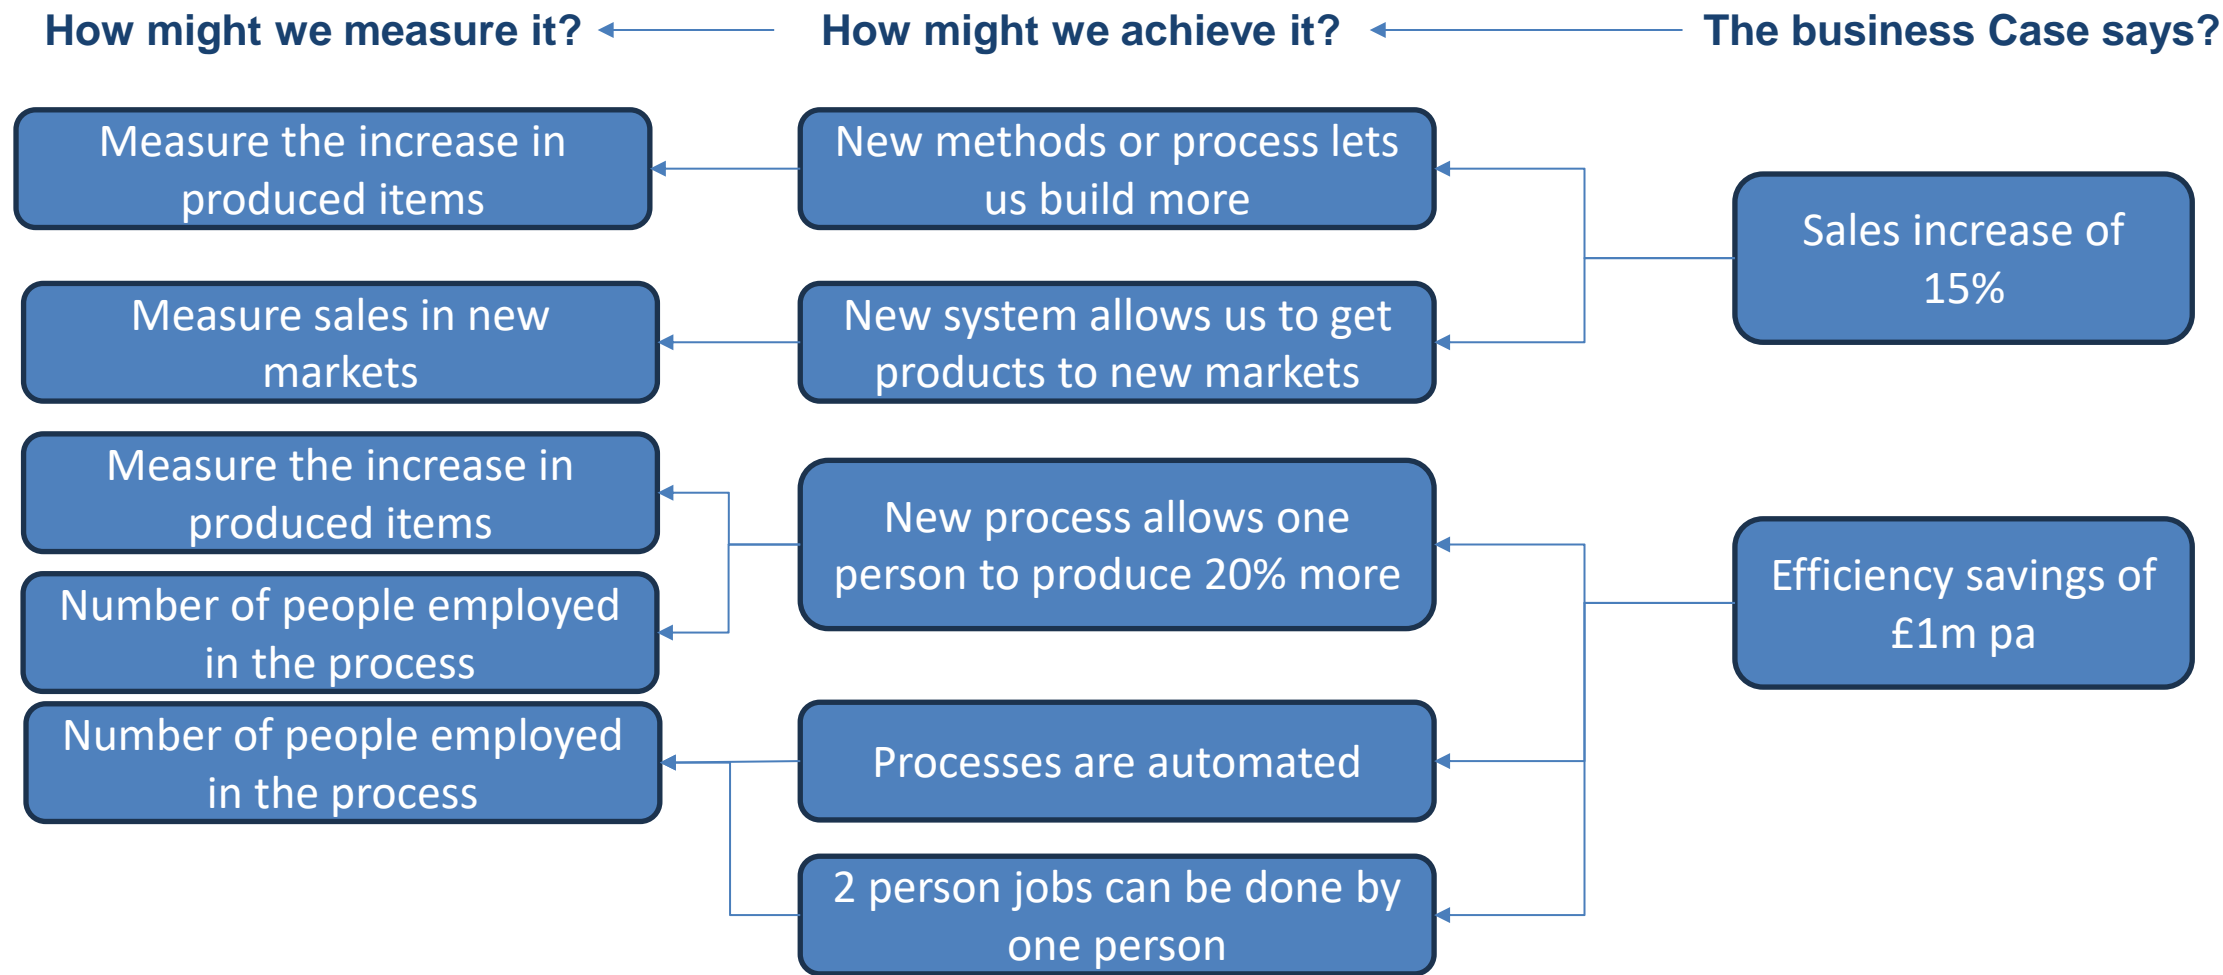 How might we measure it?
How might we achieve it?
The business Case says?
Measure the increase in
produced items
New methods or process lets
us build more
Sales increase of
15%
Measure sales in new
markets
New system allows us to get
products to new markets
Measure the increase in
produced items
New process allows one
person to produce 20% more
Efficiency savings of
£1m pa
Number of people employed
in the process
Number of people employed
in the process
Processes are automated
2 person jobs can be done by
one person